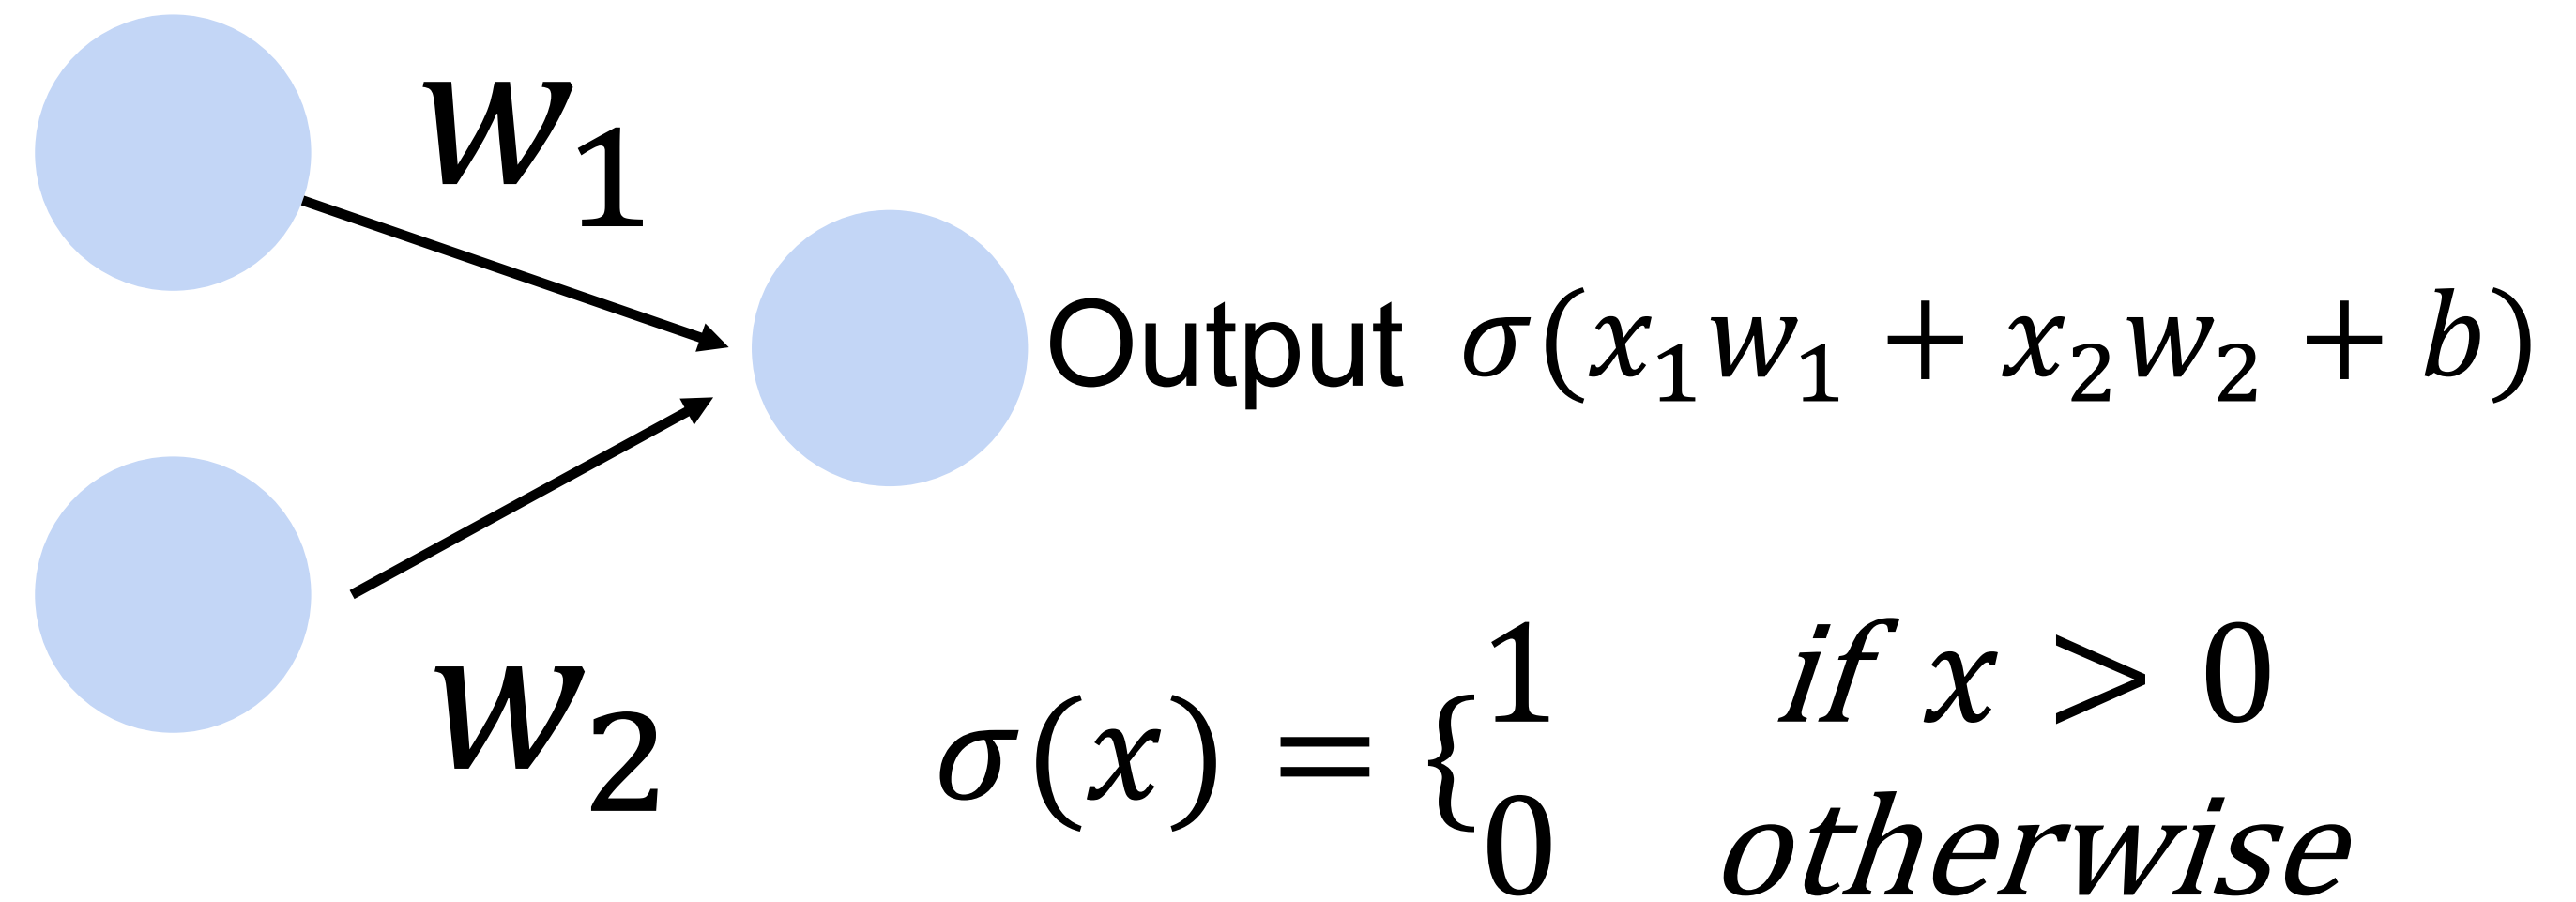 w₁
Output σ(x₁w₁ + x₂w₂ + b)
w₂
σ(x) = {1 if x > 0
0 otherwise